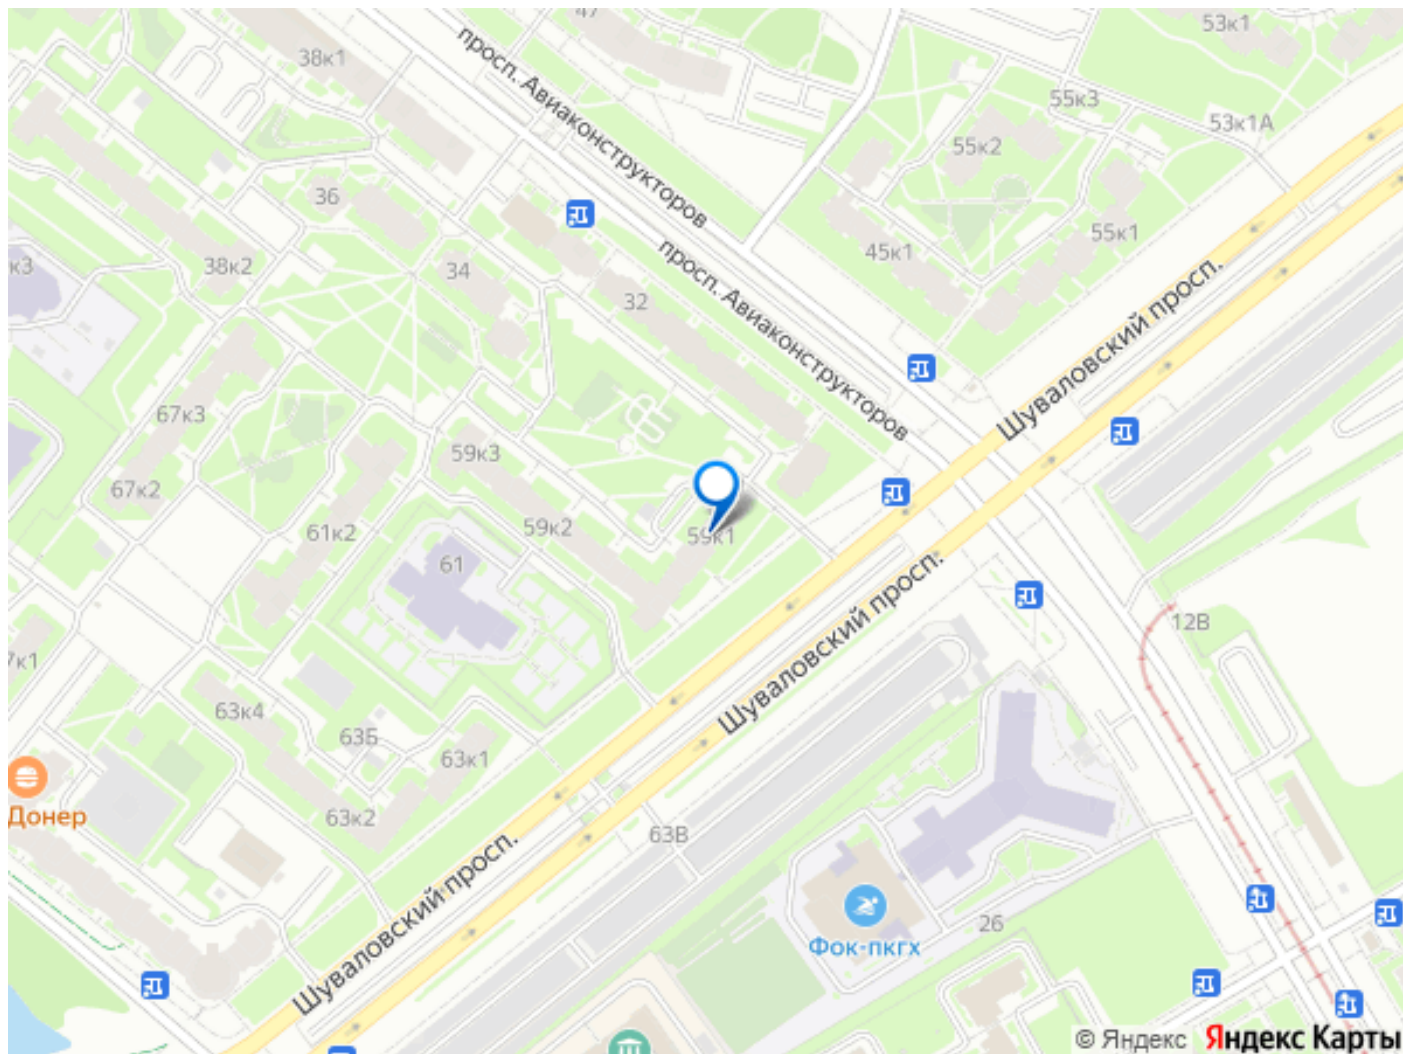 47
53к1
38к1
просп. Авиаконструкторов
55к3
53к1А
55к2
36
просп. Авиаконструкторов
55к1
45к1
к3
38к2
34
32
Шуваловский просп.
67к3
59к3
67к2
61к2
59к2
59к1
61
Шуваловский просп.
12В
7к1
63к4
63Б
63к1
Донер
63к2
63В
Шуваловский просп.
26
Фок-пкгх
© Яндекс Яндекс Карты